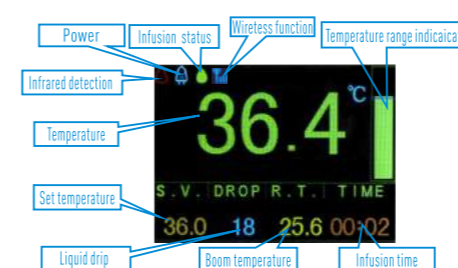 Power
Infusion status
Wiretess function
Temperature range indicaica
Infrared detection
℃
36.4
Temperature
S.V. DROP R.T. TIME
Set temperature
36.0 18 25.6 00:02
Liquid drip
Boom temperature
Infusion time